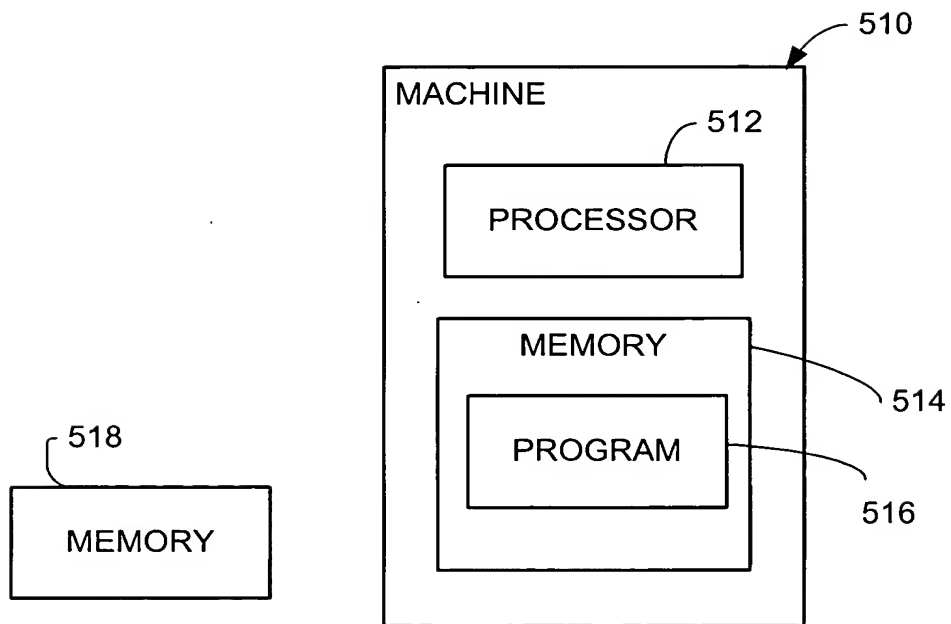 510
MACHINE
512
PROCESSOR
MEMORY
514
518
PROGRAM
516
MEMORY